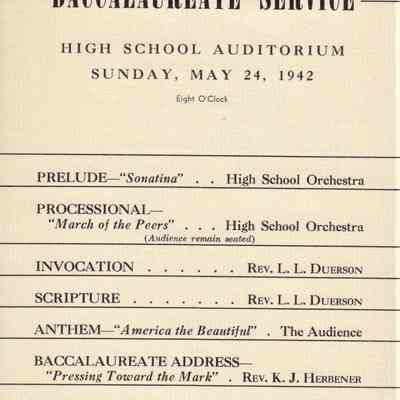 BACCALAUREATE SERVICE
HIGH SCHOOL AUDITORIUM
SUNDAY, MAY 24, 1942
Eight O'Clock
PRELUDE—"Sonatina" . . High School Orchestra
PROCESSIONAL—
"March of the Peers" . . . High School Orchestra
(Audience remain seated)
INVOCATION . . . . . . REV. L. L. DUERSON
SCRIPTURE . . . . . . . REV. L. L. DUERSON
ANTHEM—"America the Beautiful" . The Audience
BACCALAUREATE ADDRESS—
"Pressing Toward the Mark" . REV. K. J. HERBENER